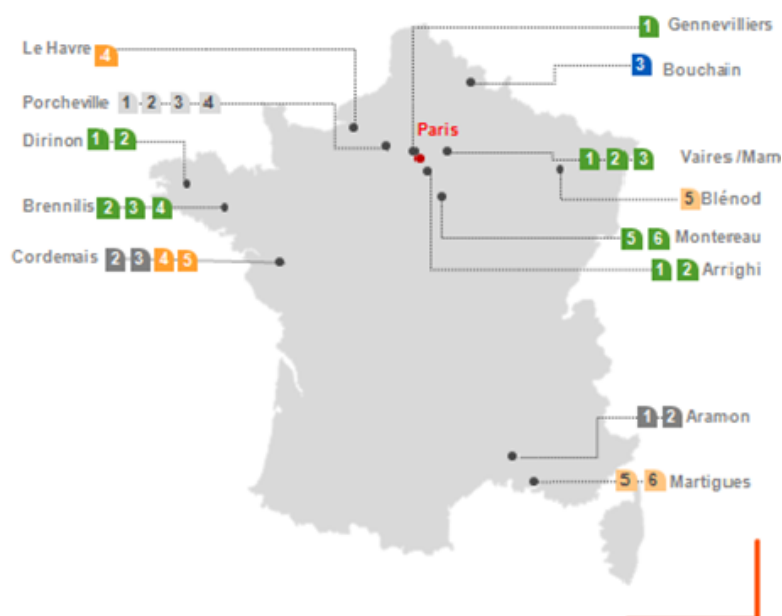 Gennevilliers 1
Le Havre 4
3 Bouchain
Porcheville 1 2 3 4
Paris
Dirinon 1 2
1 2 3 Vaires /Marn
Brennilis 2 3 4
5 Blénod
5 6 Montereau
Cordemais 2 3 4 5
1 2 Arrighi
1 2 Aramon
5 6 Martigues